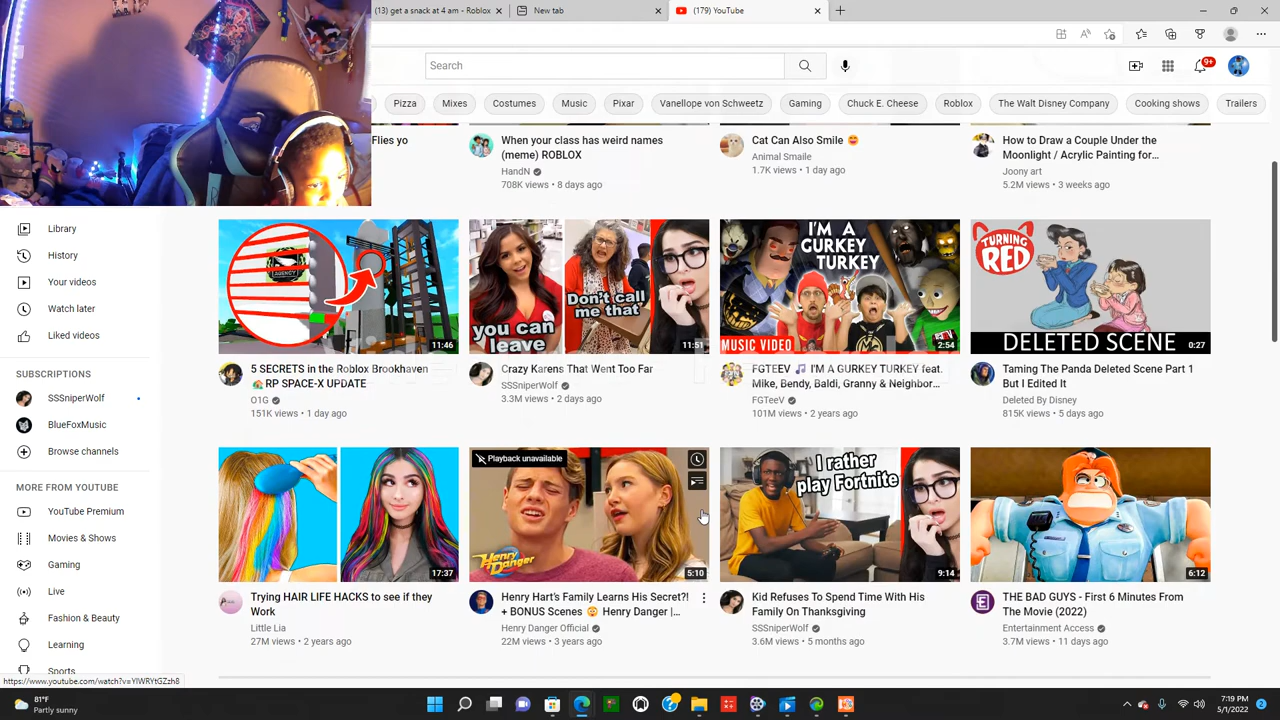 (13) get a snack at 4 am - Roblox
New tab
(179) YouTube
Search
9+
Pizza
Mixes
Costumes
Music
Pixar
Vanellope von Schweetz
Gaming
Chuck E. Cheese
Roblox
The Walt Disney Company
Cooking shows
Trailers
Flies yo
When your class has weird names
(meme) ROBLOX
HandN
708K views • 8 days ago
Cat Can Also Smile 😍
Animal Smaile
1.7K views • 1 day ago
How to Draw a Couple Under the
Moonlight / Acrylic Painting for...
Joony art
5.2M views • 3 weeks ago
Library
History
Your videos
Watch later
Liked videos
SUBSCRIPTIONS
SSSniperWolf
BlueFoxMusic
Browse channels
MORE FROM YOUTUBE
YouTube Premium
Movies & Shows
Gaming
Live
Fashion & Beauty
Learning
Sports
AGENCY
11:46
5 SECRETS in the Roblox Brookhaven
🏠RP SPACE-X UPDATE
O1G
151K views • 1 day ago
you can
leave
Don't call
me that
11:51
Crazy Karens That Went Too Far
SSSniperWolf
3.3M views • 2 days ago
I'M A
GURKEY
TURKEY
MUSIC VIDEO
2:54
FGTEEV 🎵 I'M A GURKEY TURKEY feat.
Mike, Bendy, Baldi, Granny & Neighbor...
FGTeeV
101M views • 2 years ago
TURNING
RED
DELETED SCENE
0:27
Taming The Panda Deleted Scene Part 1
But I Edited It
Deleted By Disney
815K views • 5 days ago
17:37
Trying HAIR LIFE HACKS to see if they
Work
Little Lia
27M views • 2 years ago
Playback unavailable
Henry Danger
5:10
Henry Hart's Family Learns His Secret?!
+ BONUS Scenes 😳 Henry Danger |...
Henry Danger Official
22M views • 3 years ago
I rather
play Fortnite
9:14
Kid Refuses To Spend Time With His
Family On Thanksgiving
SSSniperWolf
3.6M views • 5 months ago
6:12
THE BAD GUYS - First 6 Minutes From
The Movie (2022)
Entertainment Access
3.7M views • 11 days ago
https://www.youtube.com/watch?v=YIWRYtGZzh8
81°F
Partly sunny
7:19 PM
5/1/2022
2